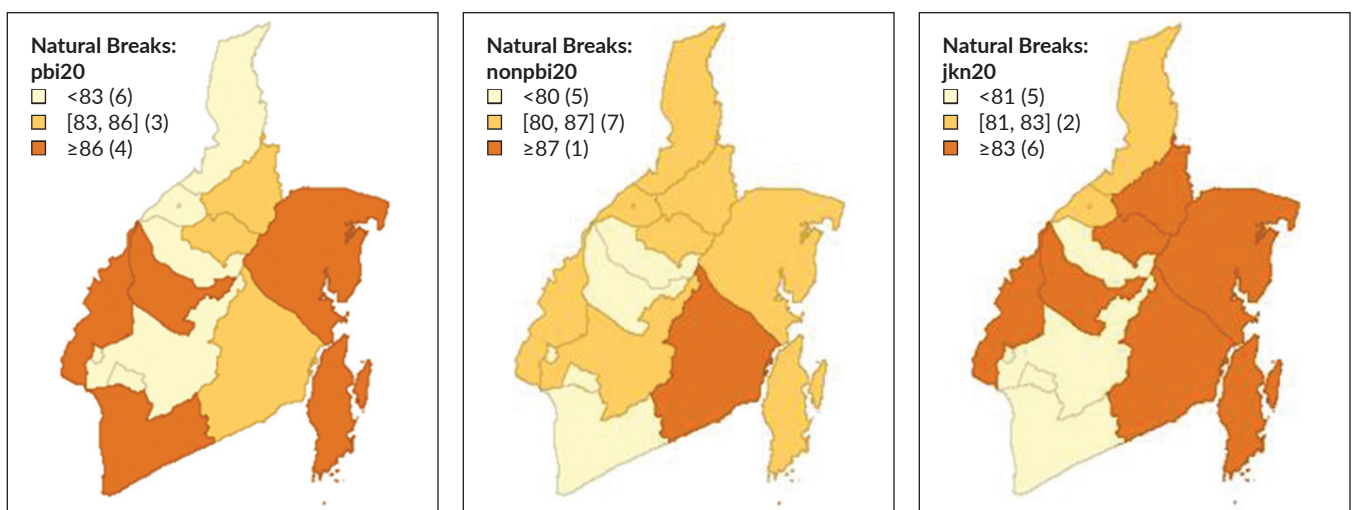 Natural Breaks:
pbi20
<83 (6)
[83, 86] (3)
≥86 (4)
Natural Breaks:
nonpbi20
<80 (5)
[80, 87] (7)
≥87 (1)
Natural Breaks:
jkn20
<81 (5)
[81, 83] (2)
≥83 (6)